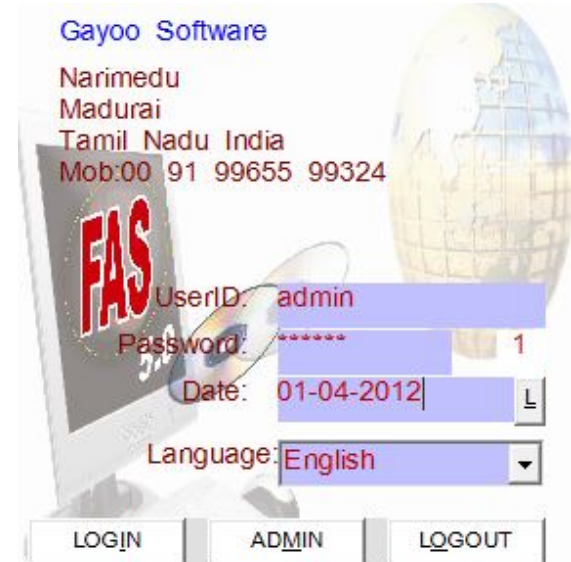 Gayoo Software
Narimedu
Madurai
Tamil Nadu India
Mob:00 91 99655 99324
FAS
UserID: admin
Password: ****** 1
Date: 01-04-2012 L
Language: English
LOGIN ADMIN LOGOUT